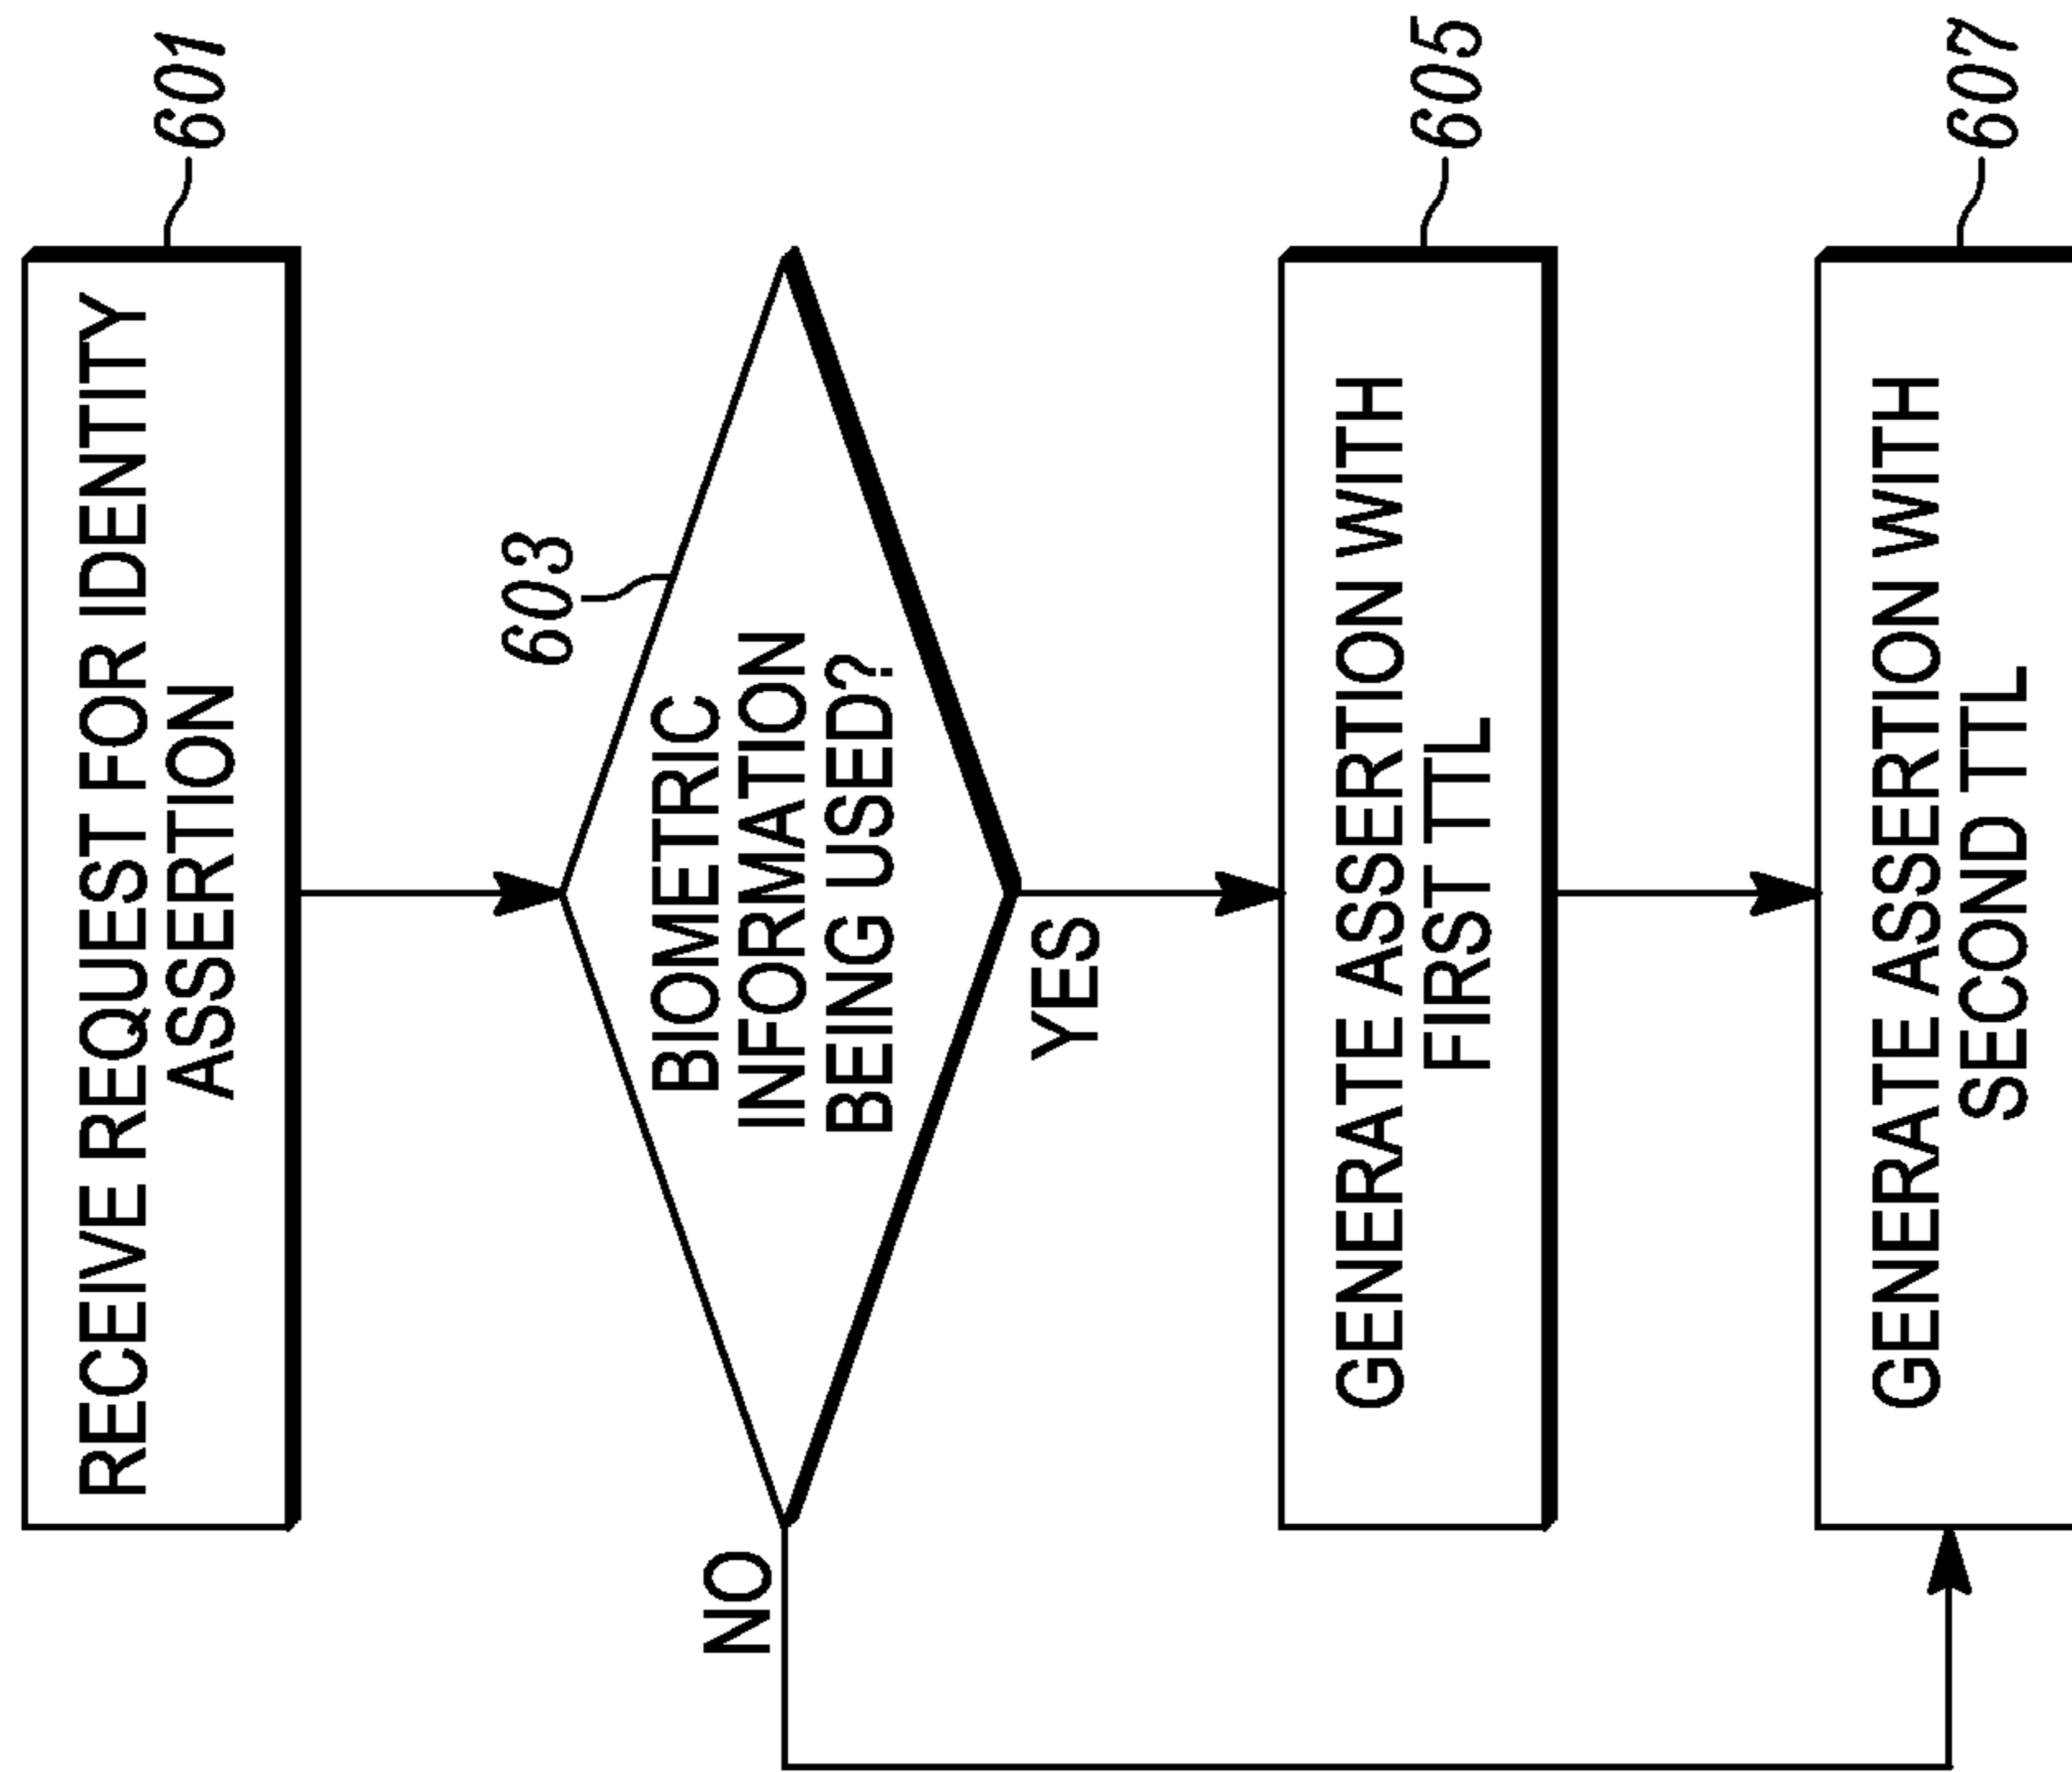 RECEIVE REQUEST FOR IDENTITY
ASSERTION
601
603
BIOMETRIC
INFORMATION
BEING USED?
NO
YES
GENERATE ASSERTION WITH
FIRST TTL
605
GENERATE ASSERTION WITH
SECOND TTL
607